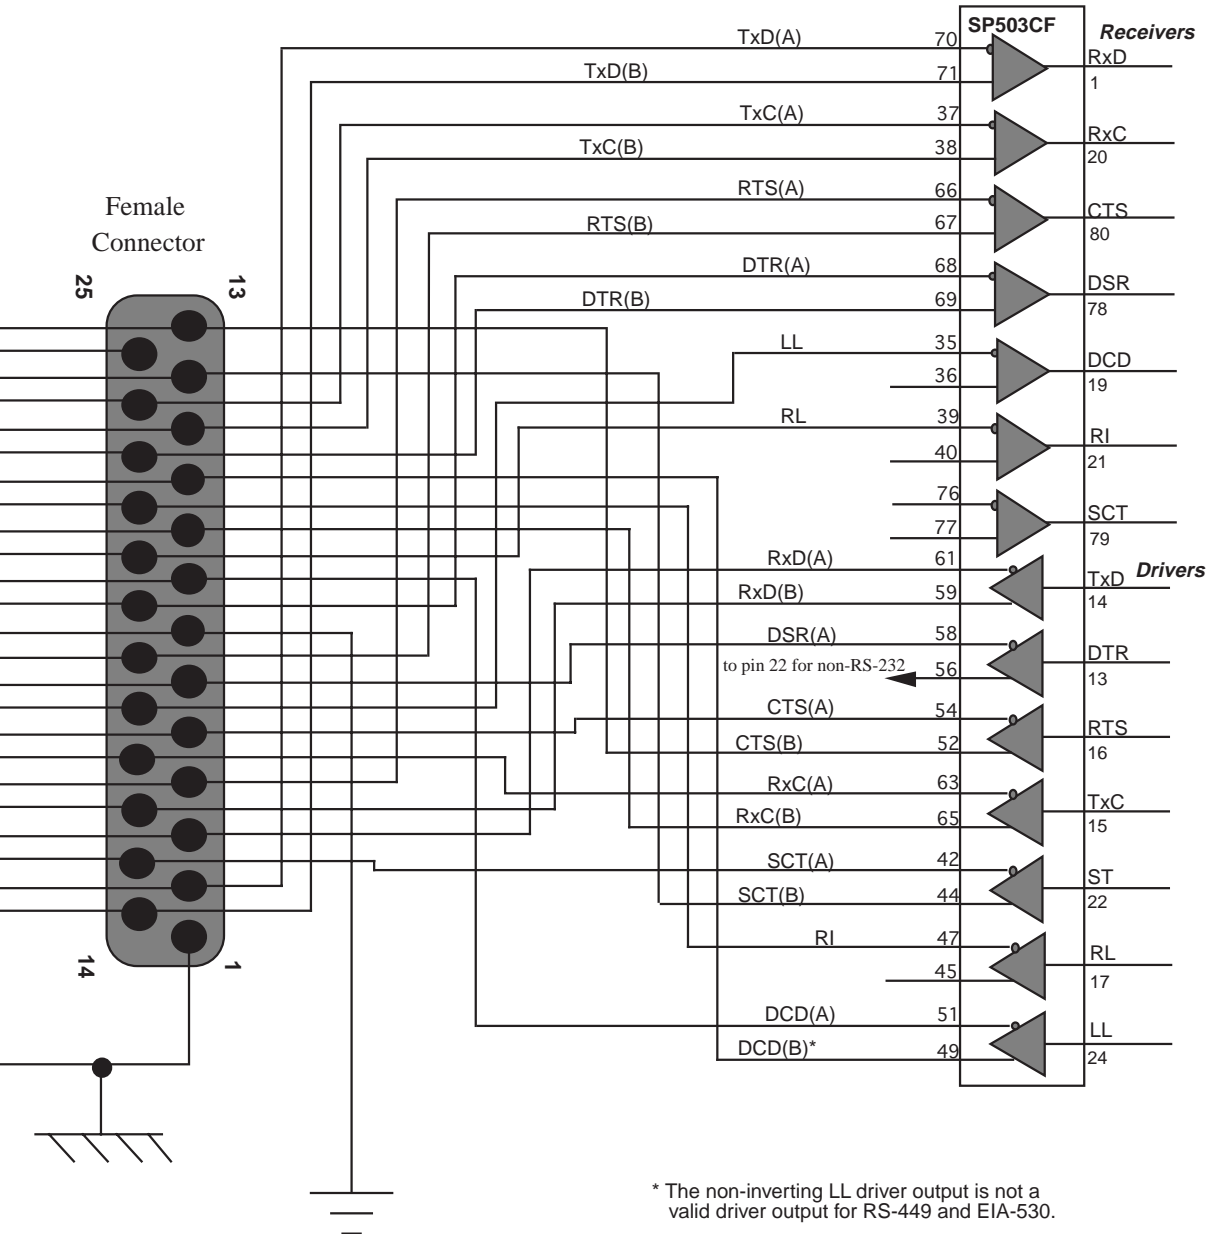 SP503CF
Receivers
TxD(A) 70
RxD
TxD(B) 71
1
TxC(A) 37
RxC
TxC(B) 38
20
RTS(A) 66
CTS
RTS(B) 67
80
DTR(A) 68
DSR
DTR(B) 69
78
LL 35
DCD
36
19
RL 39
RI
40
21
76
SCT
77
79
Female
Connector
25
13
14
1
RxD(A) 61
Drivers
TxD
RxD(B) 59
14
DSR(A) 58
DTR
to pin 22 for non-RS-232 56
13
CTS(A) 54
RTS
CTS(B) 52
16
RxC(A) 63
TxC
RxC(B) 65
15
SCT(A) 42
ST
SCT(B) 44
22
RI 47
RL
45
17
DCD(A) 51
LL
DCD(B)* 49
24
* The non-inverting LL driver output is not a
valid driver output for RS-449 and EIA-530.